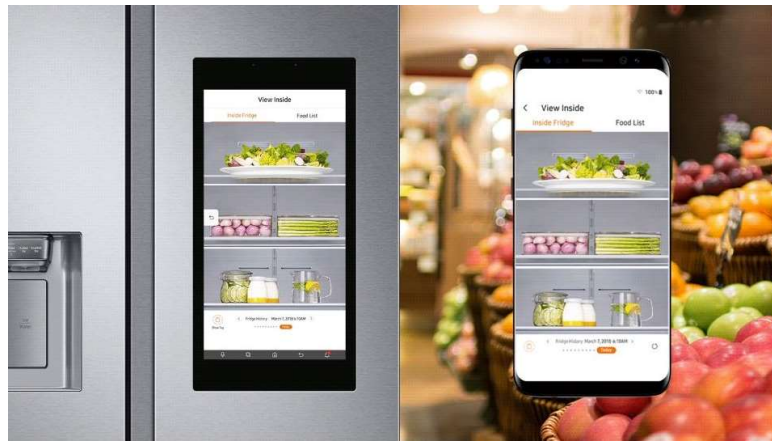 View Inside
Inside Fridge Food List
Fridge History March 7, 2018 6:10AM
100%
View Inside
Inside Fridge Food List
Fridge History March 7, 2018 6:10AM